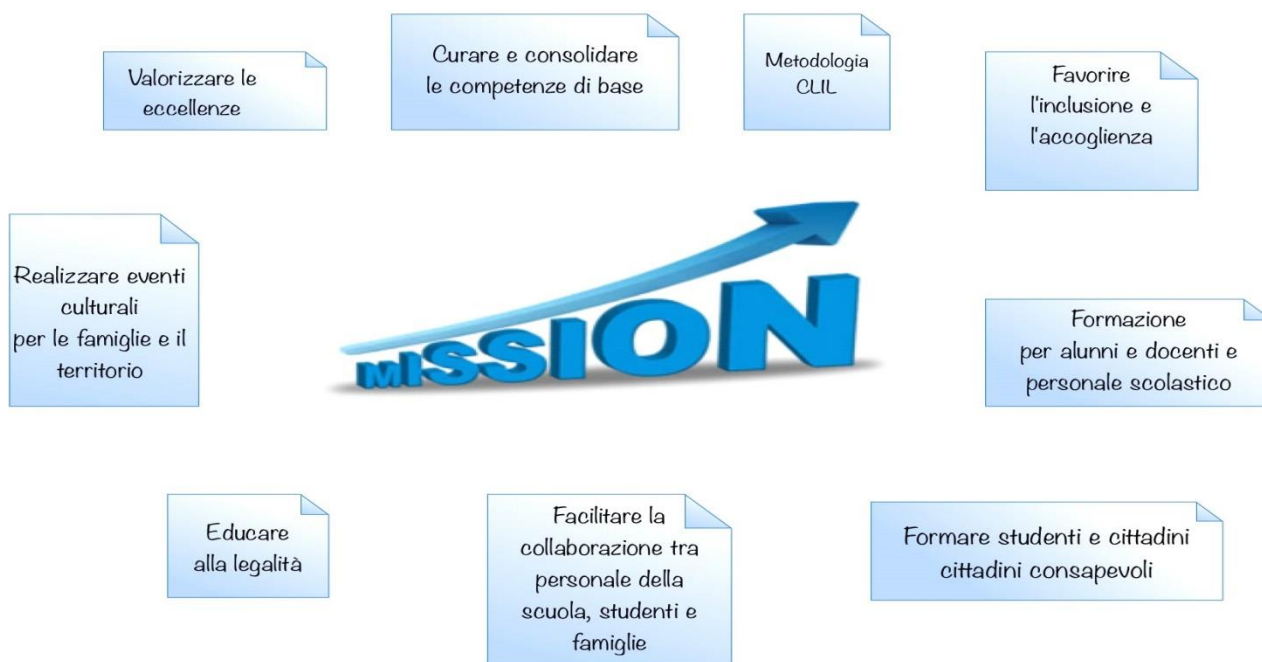 Valorizzare le
eccellenze
Curare e consolidare
le competenze di base
Metodologia
CLIL
Favorire
l'inclusione e
l'accoglienza
Realizzare eventi
culturali
per le famiglie e il
territorio
MISSION
Formazione
per alunni e docenti e
personale scolastico
Educare
alla legalità
Facilitare la
collaborazione tra
personale della
scuola, studenti e
famiglie
Formare studenti e cittadini
cittadini consapevoli